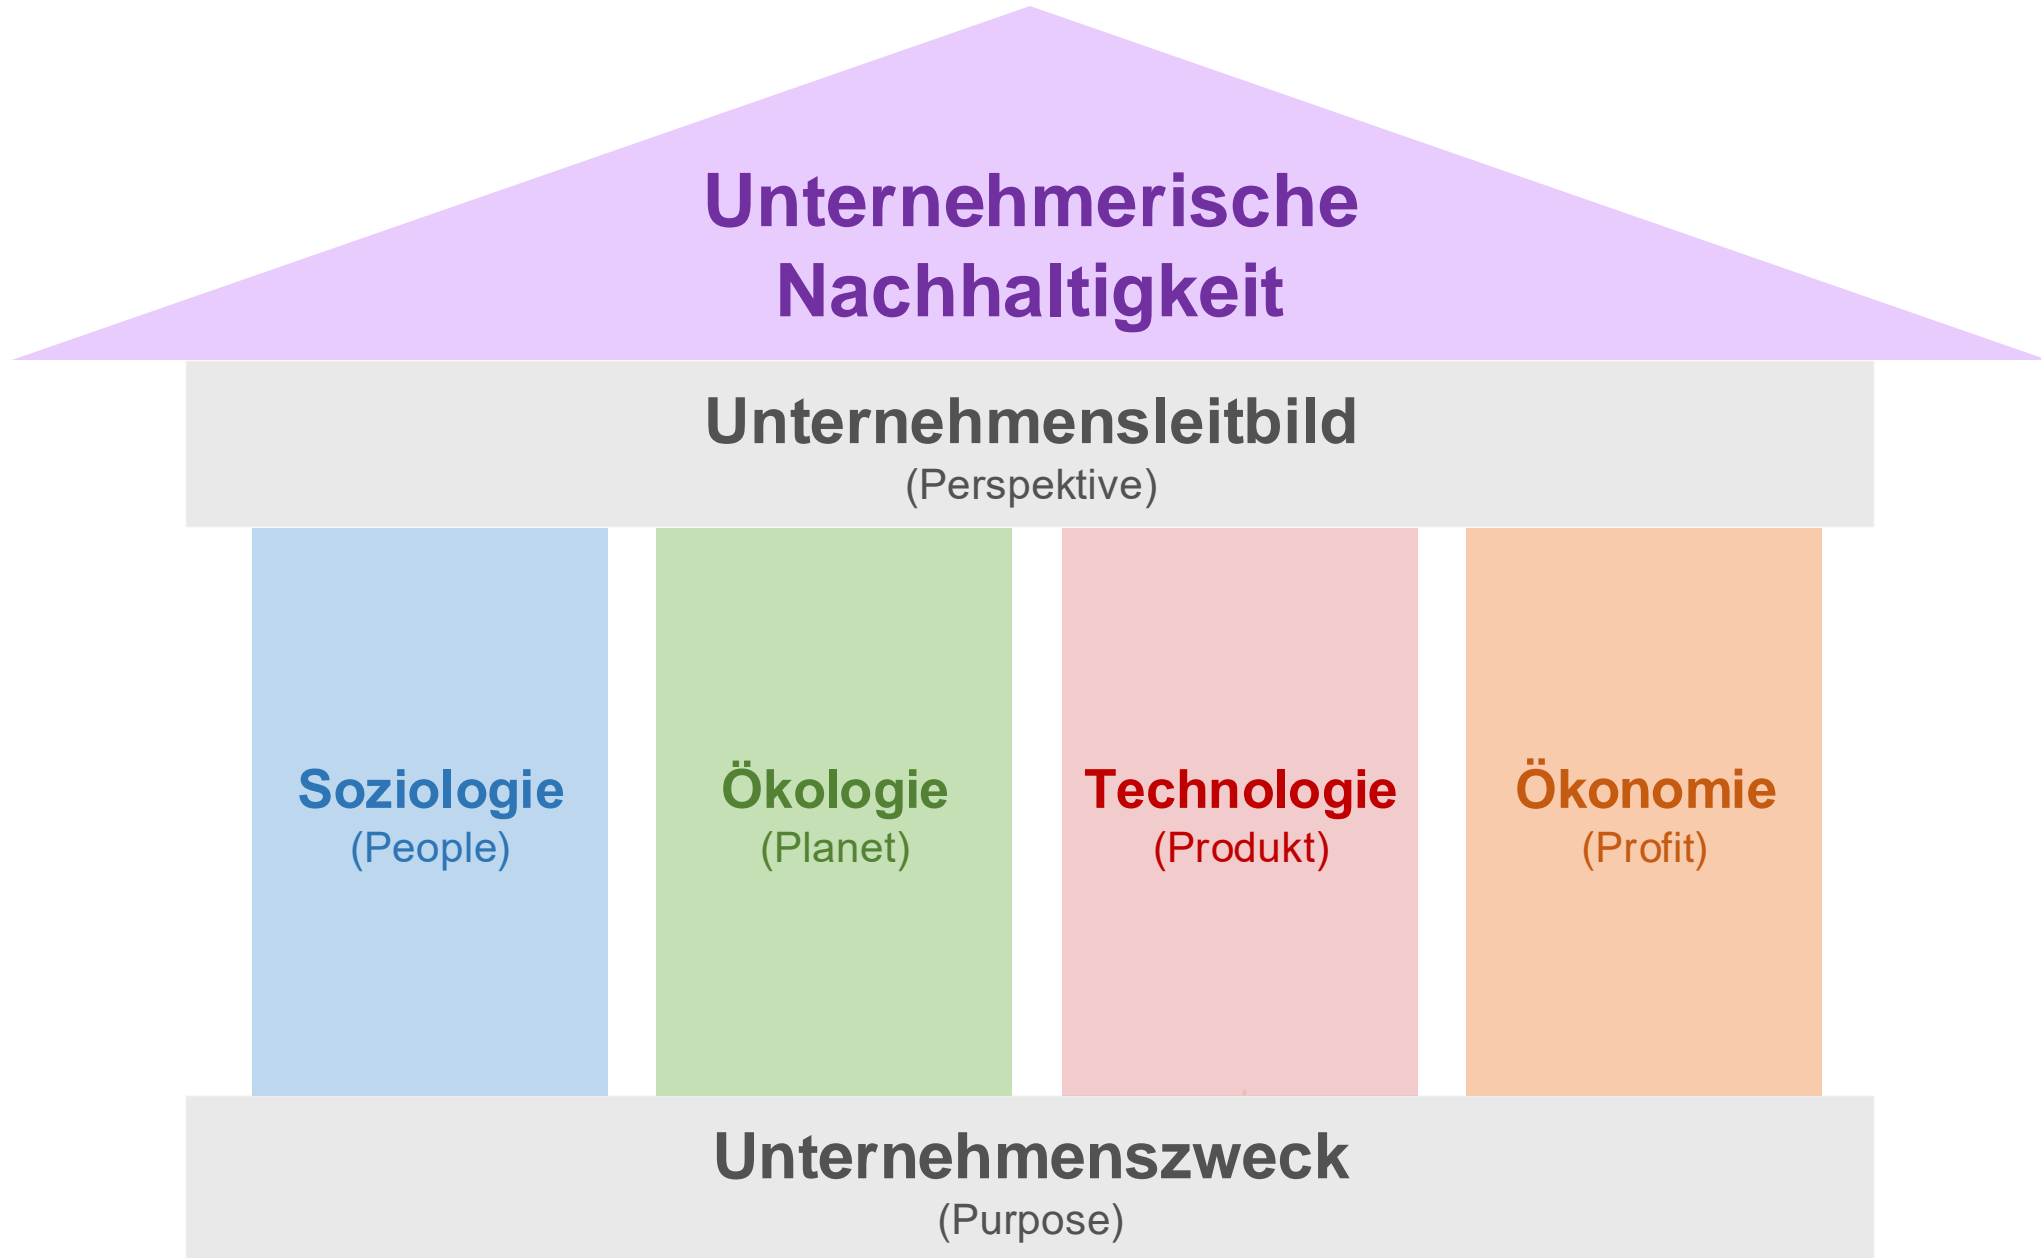 Unternehmerische
Nachhaltigkeit
Unternehmensleitbild
(Perspektive)
Soziologie
(People)
Ökologie
(Planet)
Technologie
(Produkt)
Ökonomie
(Profit)
Unternehmenszweck
(Purpose)